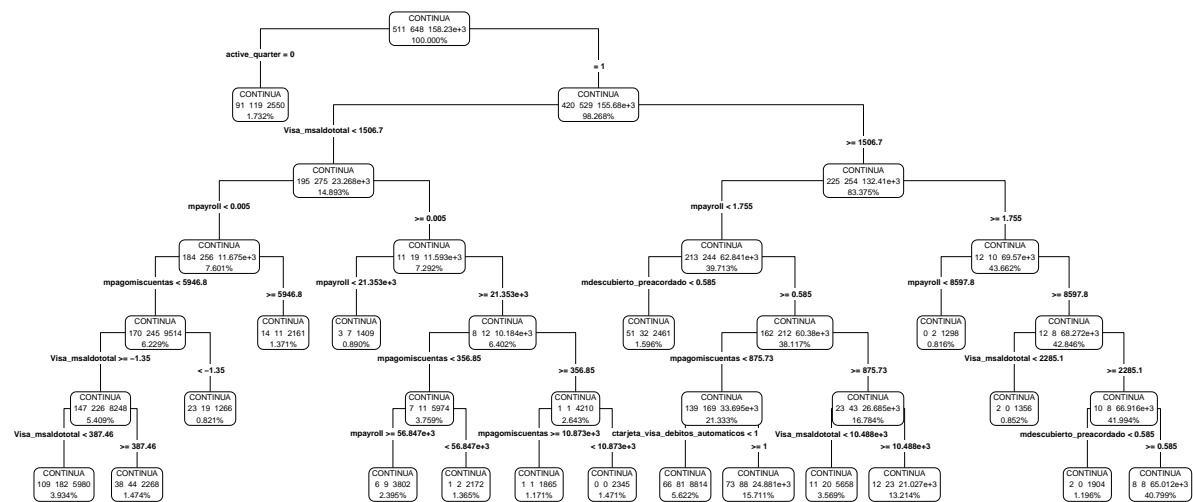 CONTINUA
511 648 158.23e+3
100.000%
active_quarter = 0
= 1
CONTINUA
91 119 2550
1.732%
CONTINUA
420 529 155.68e+3
98.268%
Visa_msaldototal < 1506.7
>= 1506.7
CONTINUA
195 275 23.268e+3
14.893%
CONTINUA
225 254 132.41e+3
83.375%
mpayroll < 0.005
>= 0.005
mpayroll < 1.755
>= 1.755
CONTINUA
184 256 11.675e+3
7.601%
CONTINUA
11 19 11.593e+3
7.292%
CONTINUA
213 244 62.841e+3
39.713%
CONTINUA
12 10 69.57e+3
43.662%
mpagomiscuentas < 5946.8
>= 5946.8
mpayroll < 21.353e+3
>= 21.353e+3
mdescubierto_preacordado < 0.585
>= 0.585
mpayroll < 8597.8
>= 8597.8
CONTINUA
170 245 9514
6.229%
CONTINUA
14 11 2161
1.371%
CONTINUA
3 7 1409
0.890%
CONTINUA
8 12 10.184e+3
6.402%
CONTINUA
51 32 2461
1.596%
CONTINUA
162 212 60.38e+3
38.117%
CONTINUA
0 2 1298
0.816%
CONTINUA
12 8 68.272e+3
42.846%
Visa_msaldototal >= −1.35
< −1.35
mpagomiscuentas < 356.85
>= 356.85
mpagomiscuentas < 875.73
>= 875.73
Visa_msaldototal < 2285.1
>= 2285.1
CONTINUA
147 226 8248
5.409%
CONTINUA
23 19 1266
0.821%
CONTINUA
7 11 5974
3.759%
CONTINUA
1 1 4210
2.643%
CONTINUA
139 169 33.695e+3
21.333%
CONTINUA
23 43 26.685e+3
16.784%
CONTINUA
2 0 1356
0.852%
CONTINUA
10 8 66.916e+3
41.994%
Visa_msaldototal < 387.46
>= 387.46
mpayroll >= 56.847e+3
< 56.847e+3
mpagomiscuentas >= 10.873e+3
< 10.873e+3
ctarjeta_visa_debitos_automaticos < 1
>= 1
Visa_msaldototal < 10.488e+3
>= 10.488e+3
mdescubierto_preacordado < 0.585
>= 0.585
CONTINUA
109 182 5980
3.934%
CONTINUA
38 44 2268
1.474%
CONTINUA
6 9 3802
2.395%
CONTINUA
1 2 2172
1.365%
CONTINUA
1 1 1865
1.171%
CONTINUA
0 0 2345
1.471%
CONTINUA
66 81 8814
5.622%
CONTINUA
73 88 24.881e+3
15.711%
CONTINUA
11 20 5658
3.569%
CONTINUA
12 23 21.027e+3
13.214%
CONTINUA
2 0 1904
1.196%
CONTINUA
8 8 65.012e+3
40.799%